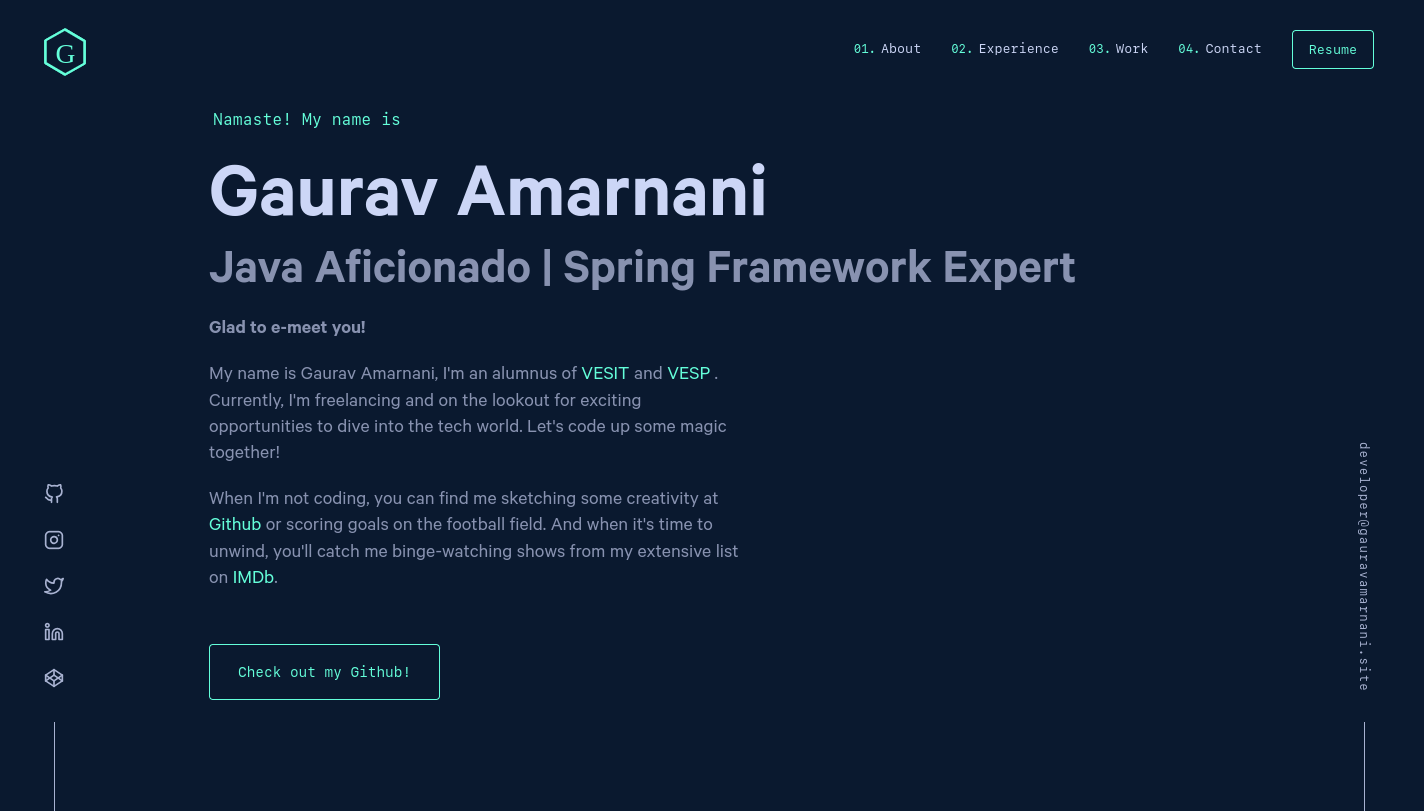 G
01. About 02. Experience 03. Work 04. Contact Resume
Namaste! My name is
Gaurav Amarnani
Java Aficionado | Spring Framework Expert
Glad to e-meet you!
My name is Gaurav Amarnani, I'm an alumnus of VESIT and VESP .
Currently, I'm freelancing and on the lookout for exciting
opportunities to dive into the tech world. Let's code up some magic
together!
When I'm not coding, you can find me sketching some creativity at
Github or scoring goals on the football field. And when it's time to
unwind, you'll catch me binge-watching shows from my extensive list
on IMDb.
Check out my Github!
developer@gauravamarnani.site